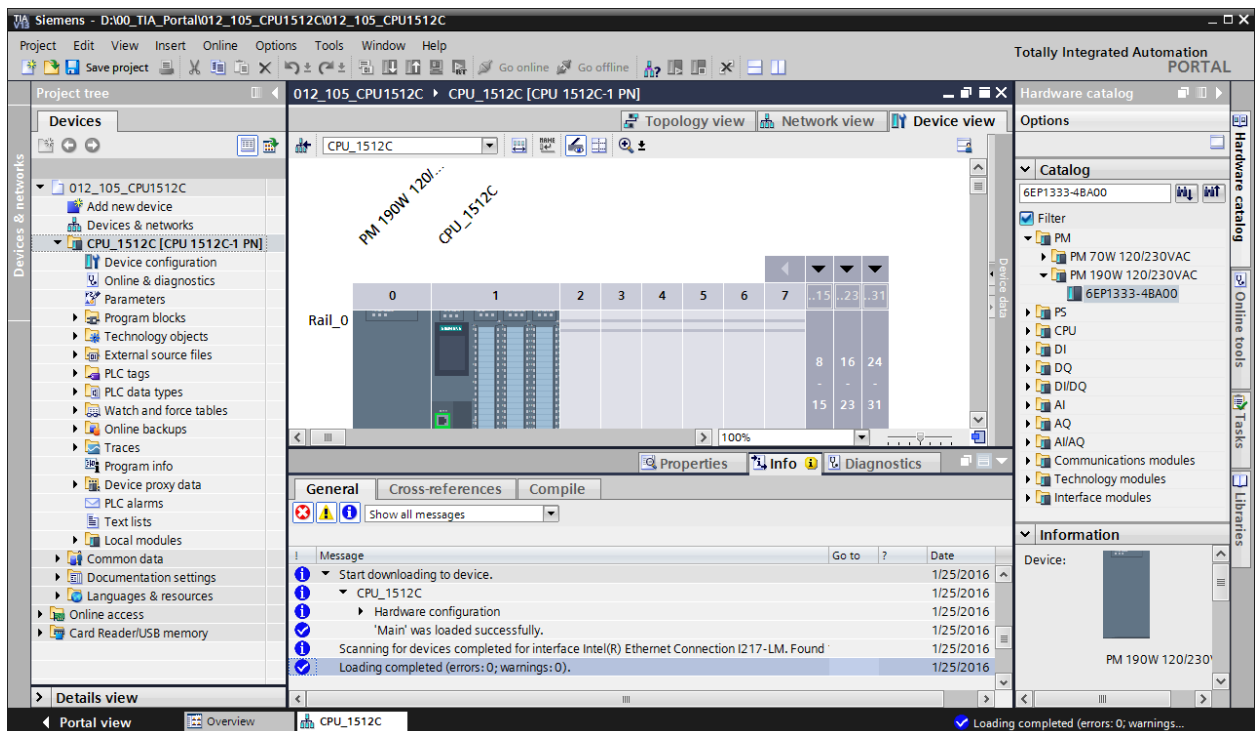 Siemens - D:\00_TIA_Portal\012_105_CPU1512C\012_105_CPU1512C
Project Edit View Insert Online Options Tools Window Help
Totally Integrated Automation
PORTAL
Save project
Go online
Go offline
Project tree
Devices
012_105_CPU1512C
Add new device
Devices & networks
CPU_1512C [CPU 1512C-1 PN]
Device configuration
Online & diagnostics
Parameters
Program blocks
Technology objects
External source files
PLC tags
PLC data types
Watch and force tables
Online backups
Traces
Program info
Device proxy data
PLC alarms
Text lists
Local modules
Common data
Documentation settings
Languages & resources
Online access
Card Reader/USB memory
Details view
Devices & networks
012_105_CPU1512C CPU_1512C [CPU 1512C-1 PN]
Topology view
Network view
Device view
CPU_1512C
PM 190W 120/...
CPU_1512C
0 1 2 3 4 5 6 7 ..15 ..23 ..31
Rail_0
SIEMENS
8 16 24
- - -
15 23 31
100%
Device data
Properties
Info
Diagnostics
General
Cross-references
Compile
Show all messages
! Message Go to ? Date
Start downloading to device. 1/25/2016
CPU_1512C 1/25/2016
Hardware configuration 1/25/2016
'Main' was loaded successfully. 1/25/2016
Scanning for devices completed for interface Intel(R) Ethernet Connection I217-LM. Found 1/25/2016
Loading completed (errors: 0; warnings: 0). 1/25/2016
Hardware catalog
Options
Catalog
6EP1333-4BA00
Filter
PM
PM 70W 120/230VAC
PM 190W 120/230VAC
6EP1333-4BA00
PS
CPU
DI
DQ
DI/DQ
AI
AQ
AI/AQ
Communications modules
Technology modules
Interface modules
Information
Device:
PM 190W 120/230
Hardware catalog
Online tools
Tasks
Libraries
Portal view
Overview
CPU_1512C
Loading completed (errors: 0; warnings...